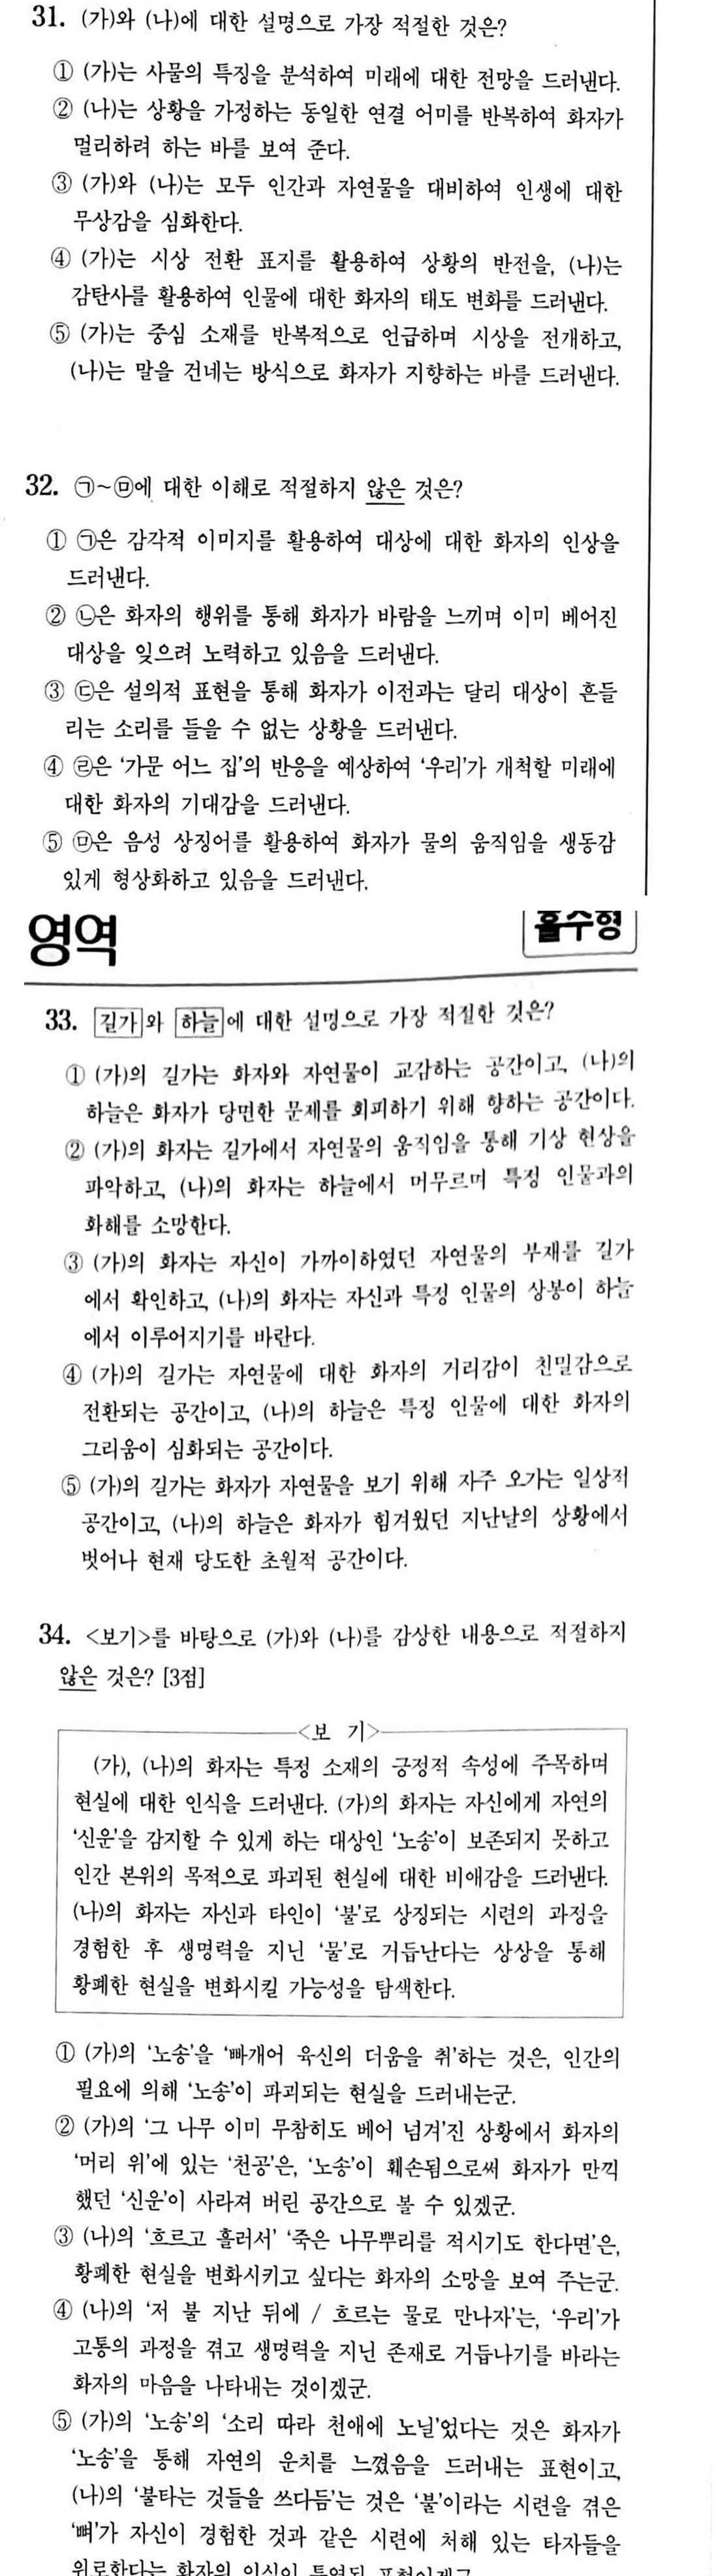 31. (가)와 (나)에 대한 설명으로 가장 적절한 것은?
① (가)는 사물의 특징을 분석하여 미래에 대한 전망을 드러낸다.
② (나)는 상황을 가정하는 동일한 연결 어미를 반복하여 화자가
멀리하려 하는 바를 보여 준다.
③ (가)와 (나)는 모두 인간과 자연물을 대비하여 인생에 대한
무상감을 심화한다.
④ (가)는 시상 전환 표지를 활용하여 상황의 반전을, (나)는
감탄사를 활용하여 인물에 대한 화자의 태도 변화를 드러낸다.
⑤ (가)는 중심 소재를 반복적으로 언급하며 시상을 전개하고,
(나)는 말을 건네는 방식으로 화자가 지향하는 바를 드러낸다.
32. ㉠~㉤에 대한 이해로 적절하지 않은 것은?
① ㉠은 감각적 이미지를 활용하여 대상에 대한 화자의 인상을
드러낸다.
② ㉡은 화자의 행위를 통해 화자가 바람을 느끼며 이미 베어진
대상을 잊으려 노력하고 있음을 드러낸다.
③ ㉢은 설의적 표현을 통해 화자가 이전과는 달리 대상이 흔들
리는 소리를 들을 수 없는 상황을 드러낸다.
④ ㉣은 ‘가문 어느 집’의 반응을 예상하여 ‘우리’가 개척할 미래에
대한 화자의 기대감을 드러낸다.
⑤ ㉤은 음성 상징어를 활용하여 화자가 물의 움직임을 생동감
있게 형상화하고 있음을 드러낸다.
영역
홀수형
33. 길가와 하늘에 대한 설명으로 가장 적절한 것은?
① (가)의 길가는 화자와 자연물이 교감하는 공간이고, (나)의
하늘은 화자가 당면한 문제를 회피하기 위해 향하는 공간이다.
② (가)의 화자는 길가에서 자연물의 움직임을 통해 기상 현상을
파악하고, (나)의 화자는 하늘에서 머무르며 특정 인물과의
화해를 소망한다.
③ (가)의 화자는 자신이 가까이하였던 자연물의 부재를 길가
에서 확인하고, (나)의 화자는 자신과 특정 인물의 상봉이 하늘
에서 이루어지기를 바란다.
④ (가)의 길가는 자연물에 대한 화자의 거리감이 친밀감으로
전환되는 공간이고, (나)의 하늘은 특정 인물에 대한 화자의
그리움이 심화되는 공간이다.
⑤ (가)의 길가는 화자가 자연물을 보기 위해 자주 오가는 일상적
공간이고, (나)의 하늘은 화자가 힘겨웠던 지난날의 상황에서
벗어나 현재 당도한 초월적 공간이다.
34. <보기>를 바탕으로 (가)와 (나)를 감상한 내용으로 적절하지
않은 것은? [3점]
<보 기>
(가), (나)의 화자는 특정 소재의 긍정적 속성에 주목하며
현실에 대한 인식을 드러낸다. (가)의 화자는 자신에게 자연의
‘신운’을 감지할 수 있게 하는 대상인 ‘노송’이 보존되지 못하고
인간 본위의 목적으로 파괴된 현실에 대한 비애감을 드러낸다.
(나)의 화자는 자신과 타인이 ‘불’로 상징되는 시련의 과정을
경험한 후 생명력을 지닌 ‘물’로 거듭난다는 상상을 통해
황폐한 현실을 변화시킬 가능성을 탐색한다.
① (가)의 ‘노송’을 ‘빠개어 육신의 더움을 취’하는 것은, 인간의
필요에 의해 ‘노송’이 파괴되는 현실을 드러내는군.
② (가)의 ‘그 나무 이미 무참히도 베어 넘겨’진 상황에서 화자의
‘머리 위’에 있는 ‘천공’은, ‘노송’이 훼손됨으로써 화자가 만끽
했던 ‘신운’이 사라져 버린 공간으로 볼 수 있겠군.
③ (나)의 ‘흐르고 흘러서’ ‘죽은 나무뿌리를 적시기도 한다면’은,
황폐한 현실을 변화시키고 싶다는 화자의 소망을 보여 주는군.
④ (나)의 ‘저 불 지난 뒤에 / 흐르는 물로 만나자’는, ‘우리’가
고통의 과정을 겪고 생명력을 지닌 존재로 거듭나기를 바라는
화자의 마음을 나타내는 것이겠군.
⑤ (가)의 ‘노송’의 ‘소리 따라 천애에 노닐’었다는 것은 화자가
‘노송’을 통해 자연의 운치를 느꼈음을 드러내는 표현이고,
(나)의 ‘불타는 것들을 쓰다듬’는 것은 ‘불’이라는 시련을 겪은
‘뼈’가 자신이 경험한 것과 같은 시련에 처해 있는 타자들을
위로한다는 화자의 인식이 투영된 표현이겠군.